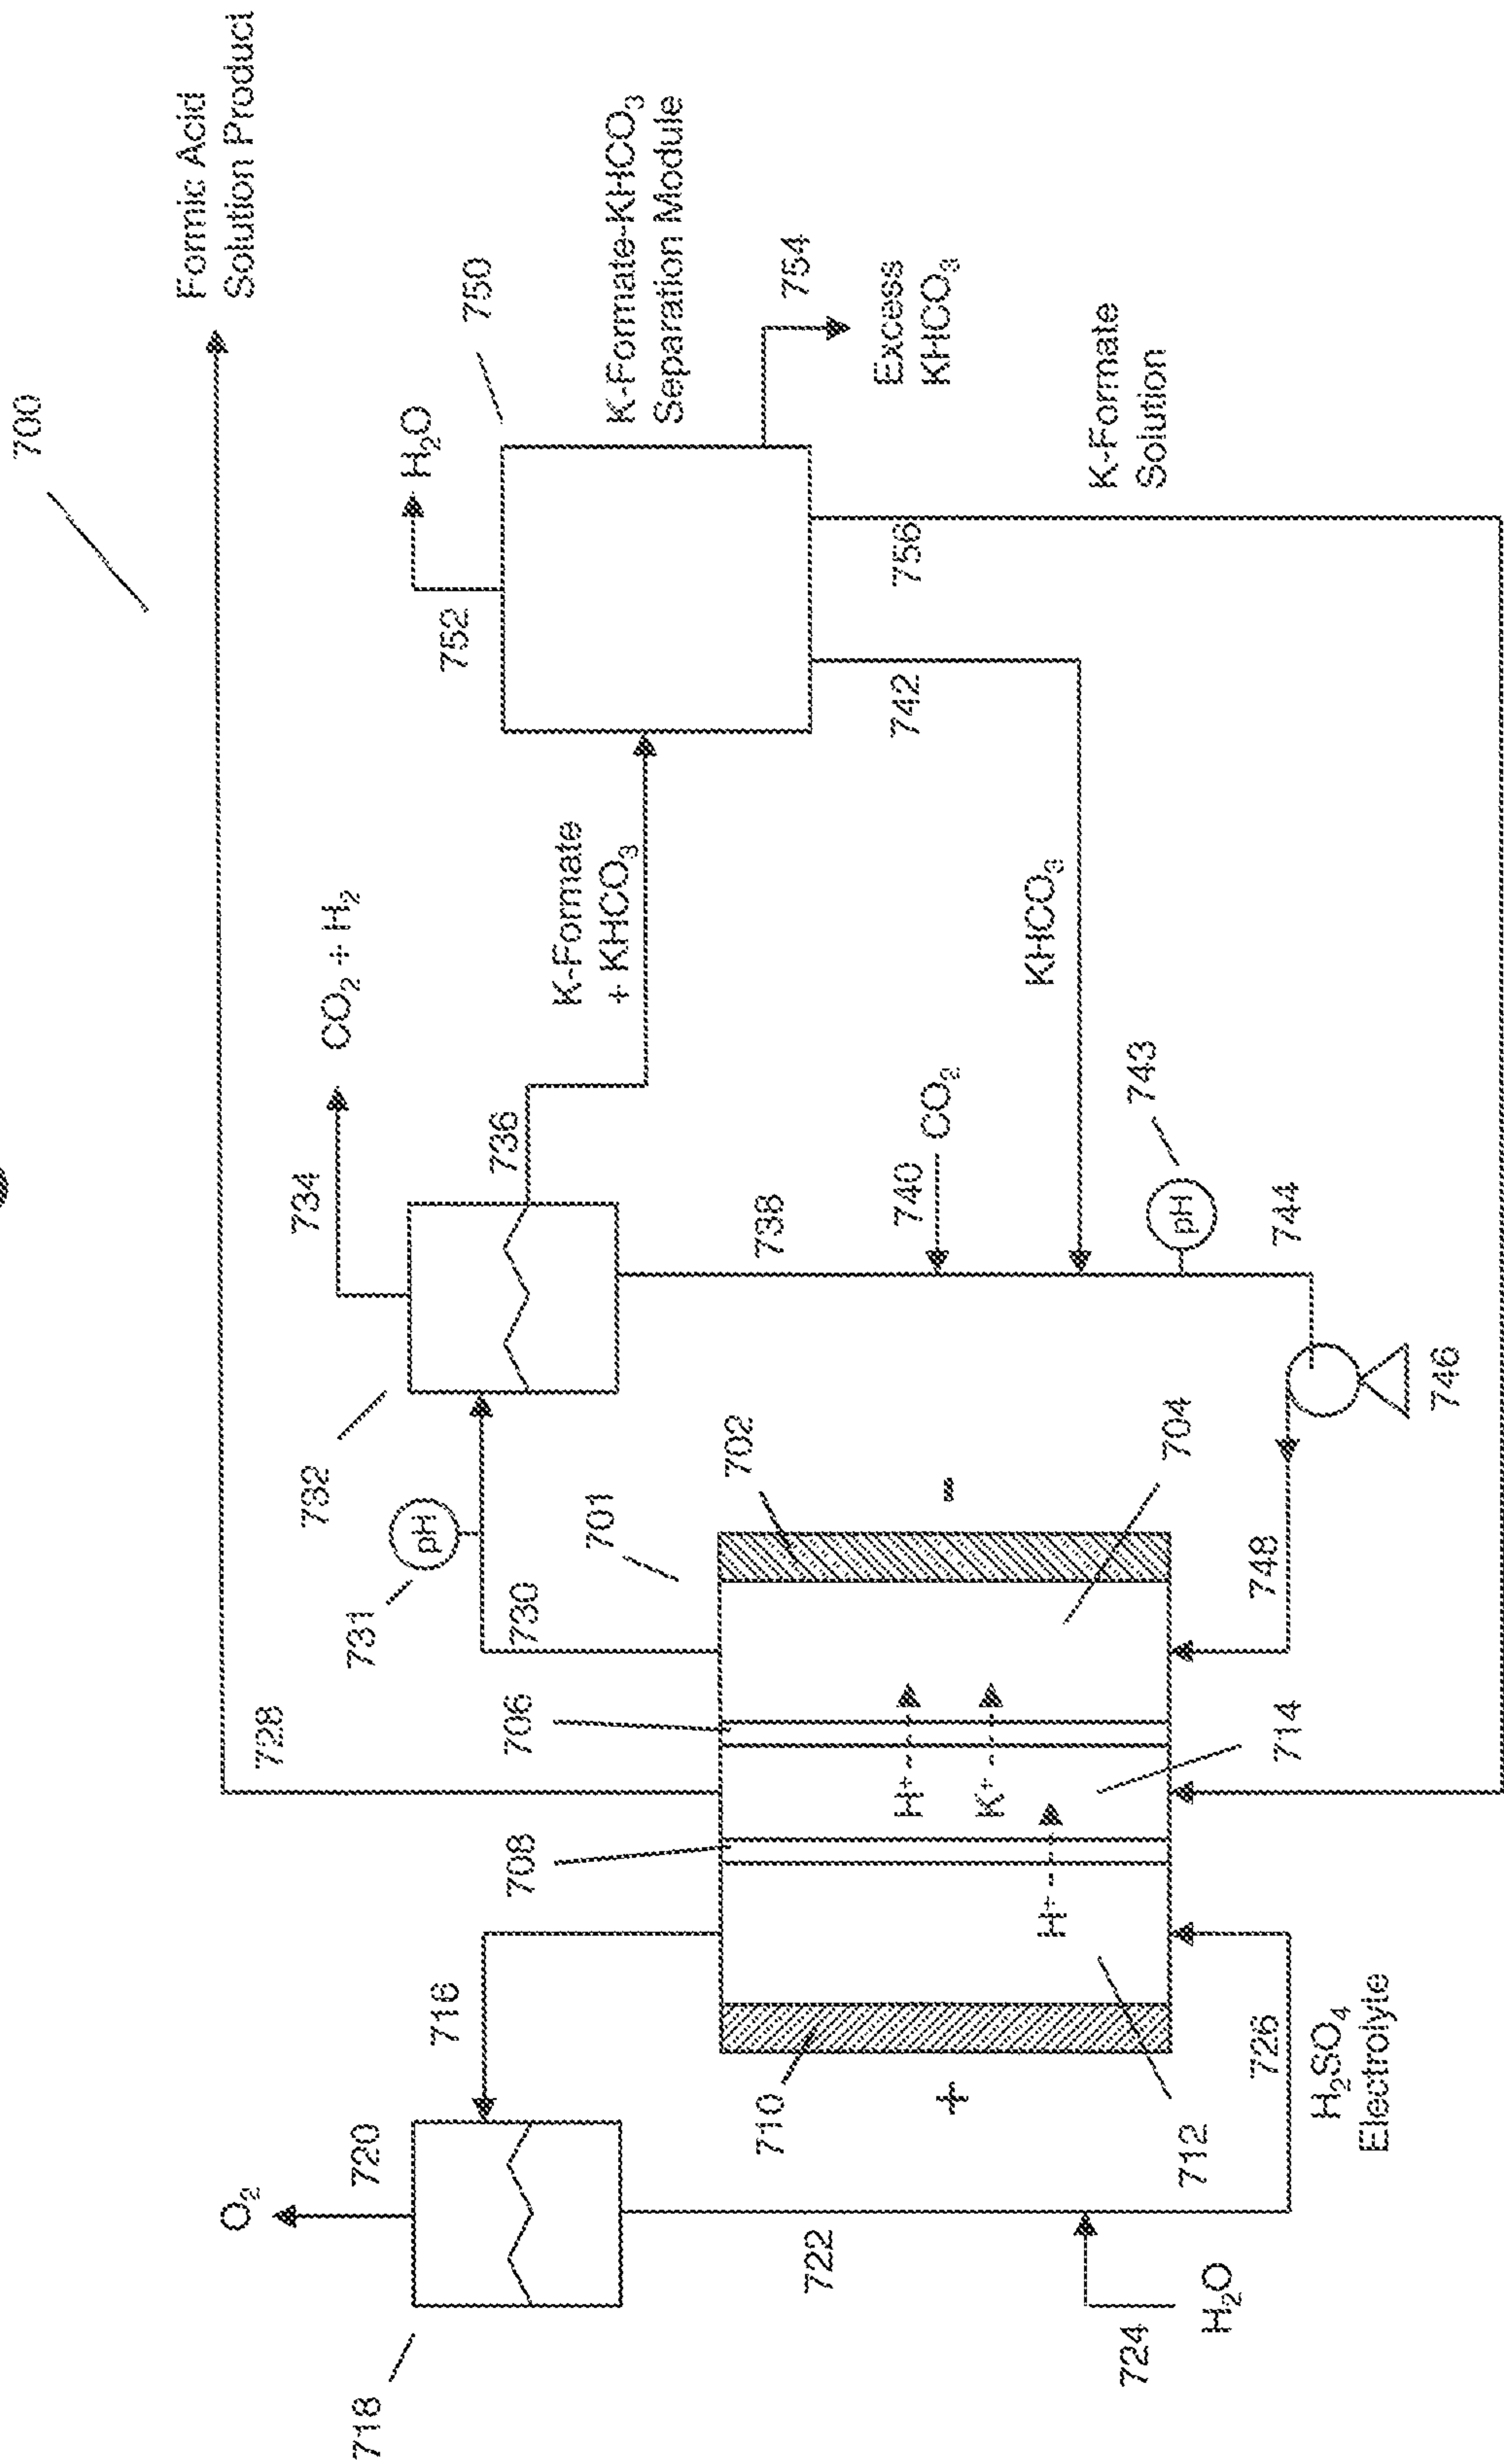 700
Formic Acid
Solution Product
728
O₂
720
716
718
722
724
H₂O
726
H₂SO₄
Electrolyte
710
+
712
708
706
H⁺
K⁺
H⁺
714
701
702
-
704
730
731
pH
732
734
CO₂ + H₂
736
K-Formate
+ KHCO₃
738
740
CO₂
KHCO₃
743
pH
744
746
748
752
H₂O
750
K-Formate-KHCO₃
Separation Module
754
Excess
KHCO₃
742
756
K-Formate
Solution